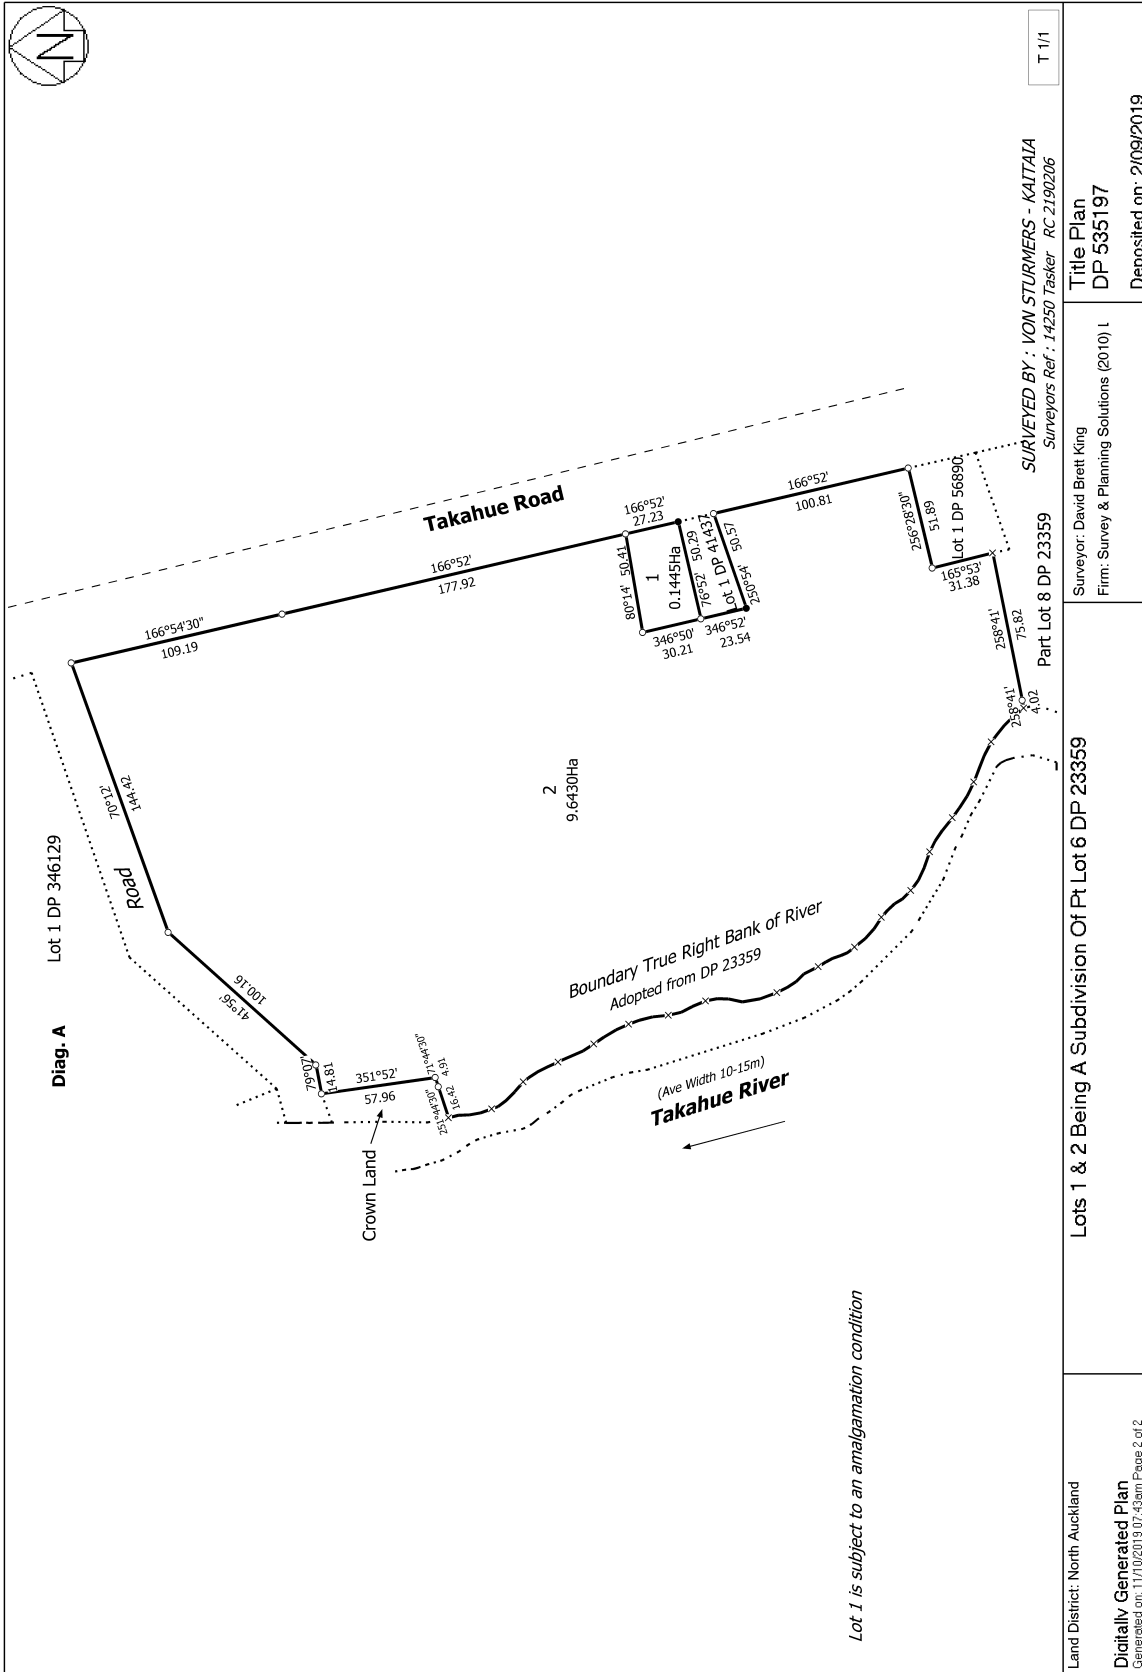 N
T 1/1
Diag. A
Lot 1 DP 346129
Road
70°12'
144.42
166°54'30"
109.19
Takahue Road
166°52'
177.92
41°56'
100.16
79°07'
14.81
351°52'
57.96
71°44'30"
4.91
251°44'30"
16.42
Crown Land
80°14' 50.41
166°52'
27.23
1
0.1445Ha
76°52' 50.29
346°50'
30.21
Lot 1 DP 41437
346°52'
23.54
250°54' 50.57
166°52'
100.81
256°28'30"
51.89
Lot 1 DP 56890
165°53'
31.38
258°41'
75.82
258°41'
4.02
Part Lot 8 DP 23359
2
9.6430Ha
Boundary True Right Bank of River
Adopted from DP 23359
(Ave Width 10-15m)
Takahue River
Lot 1 is subject to an amalgamation condition
SURVEYED BY : VON STURMERS - KAITAIA
Surveyors Ref : 14250 Tasker RC 2190206
Land District: North Auckland
Digitally Generated Plan
Generated on: 11/10/2019 07:43am Page 2 of 2
Lots 1 & 2 Being A Subdivision Of Pt Lot 6 DP 23359
Surveyor: David Brett King
Firm: Survey & Planning Solutions (2010) L
Title Plan
DP 535197
Deposited on: 2/09/2019